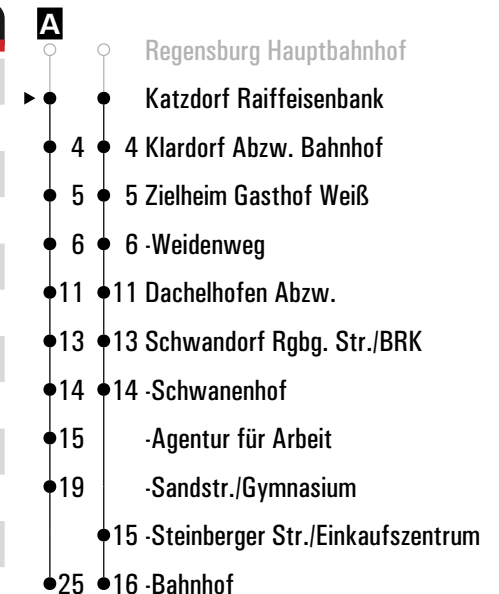 A
Regensburg Hauptbahnhof
Katzdorf Raiffeisenbank
4 4 Klardorf Abzw. Bahnhof
5 5 Zielheim Gasthof Weiß
6 6 -Weidenweg
11 11 Dachelhofen Abzw.
13 13 Schwandorf Rgbg. Str./BRK
14 14 -Schwanenhof
15 -Agentur für Arbeit
19 -Sandstr./Gymnasium
15 -Steinberger Str./Einkaufszentrum
25 16 -Bahnhof